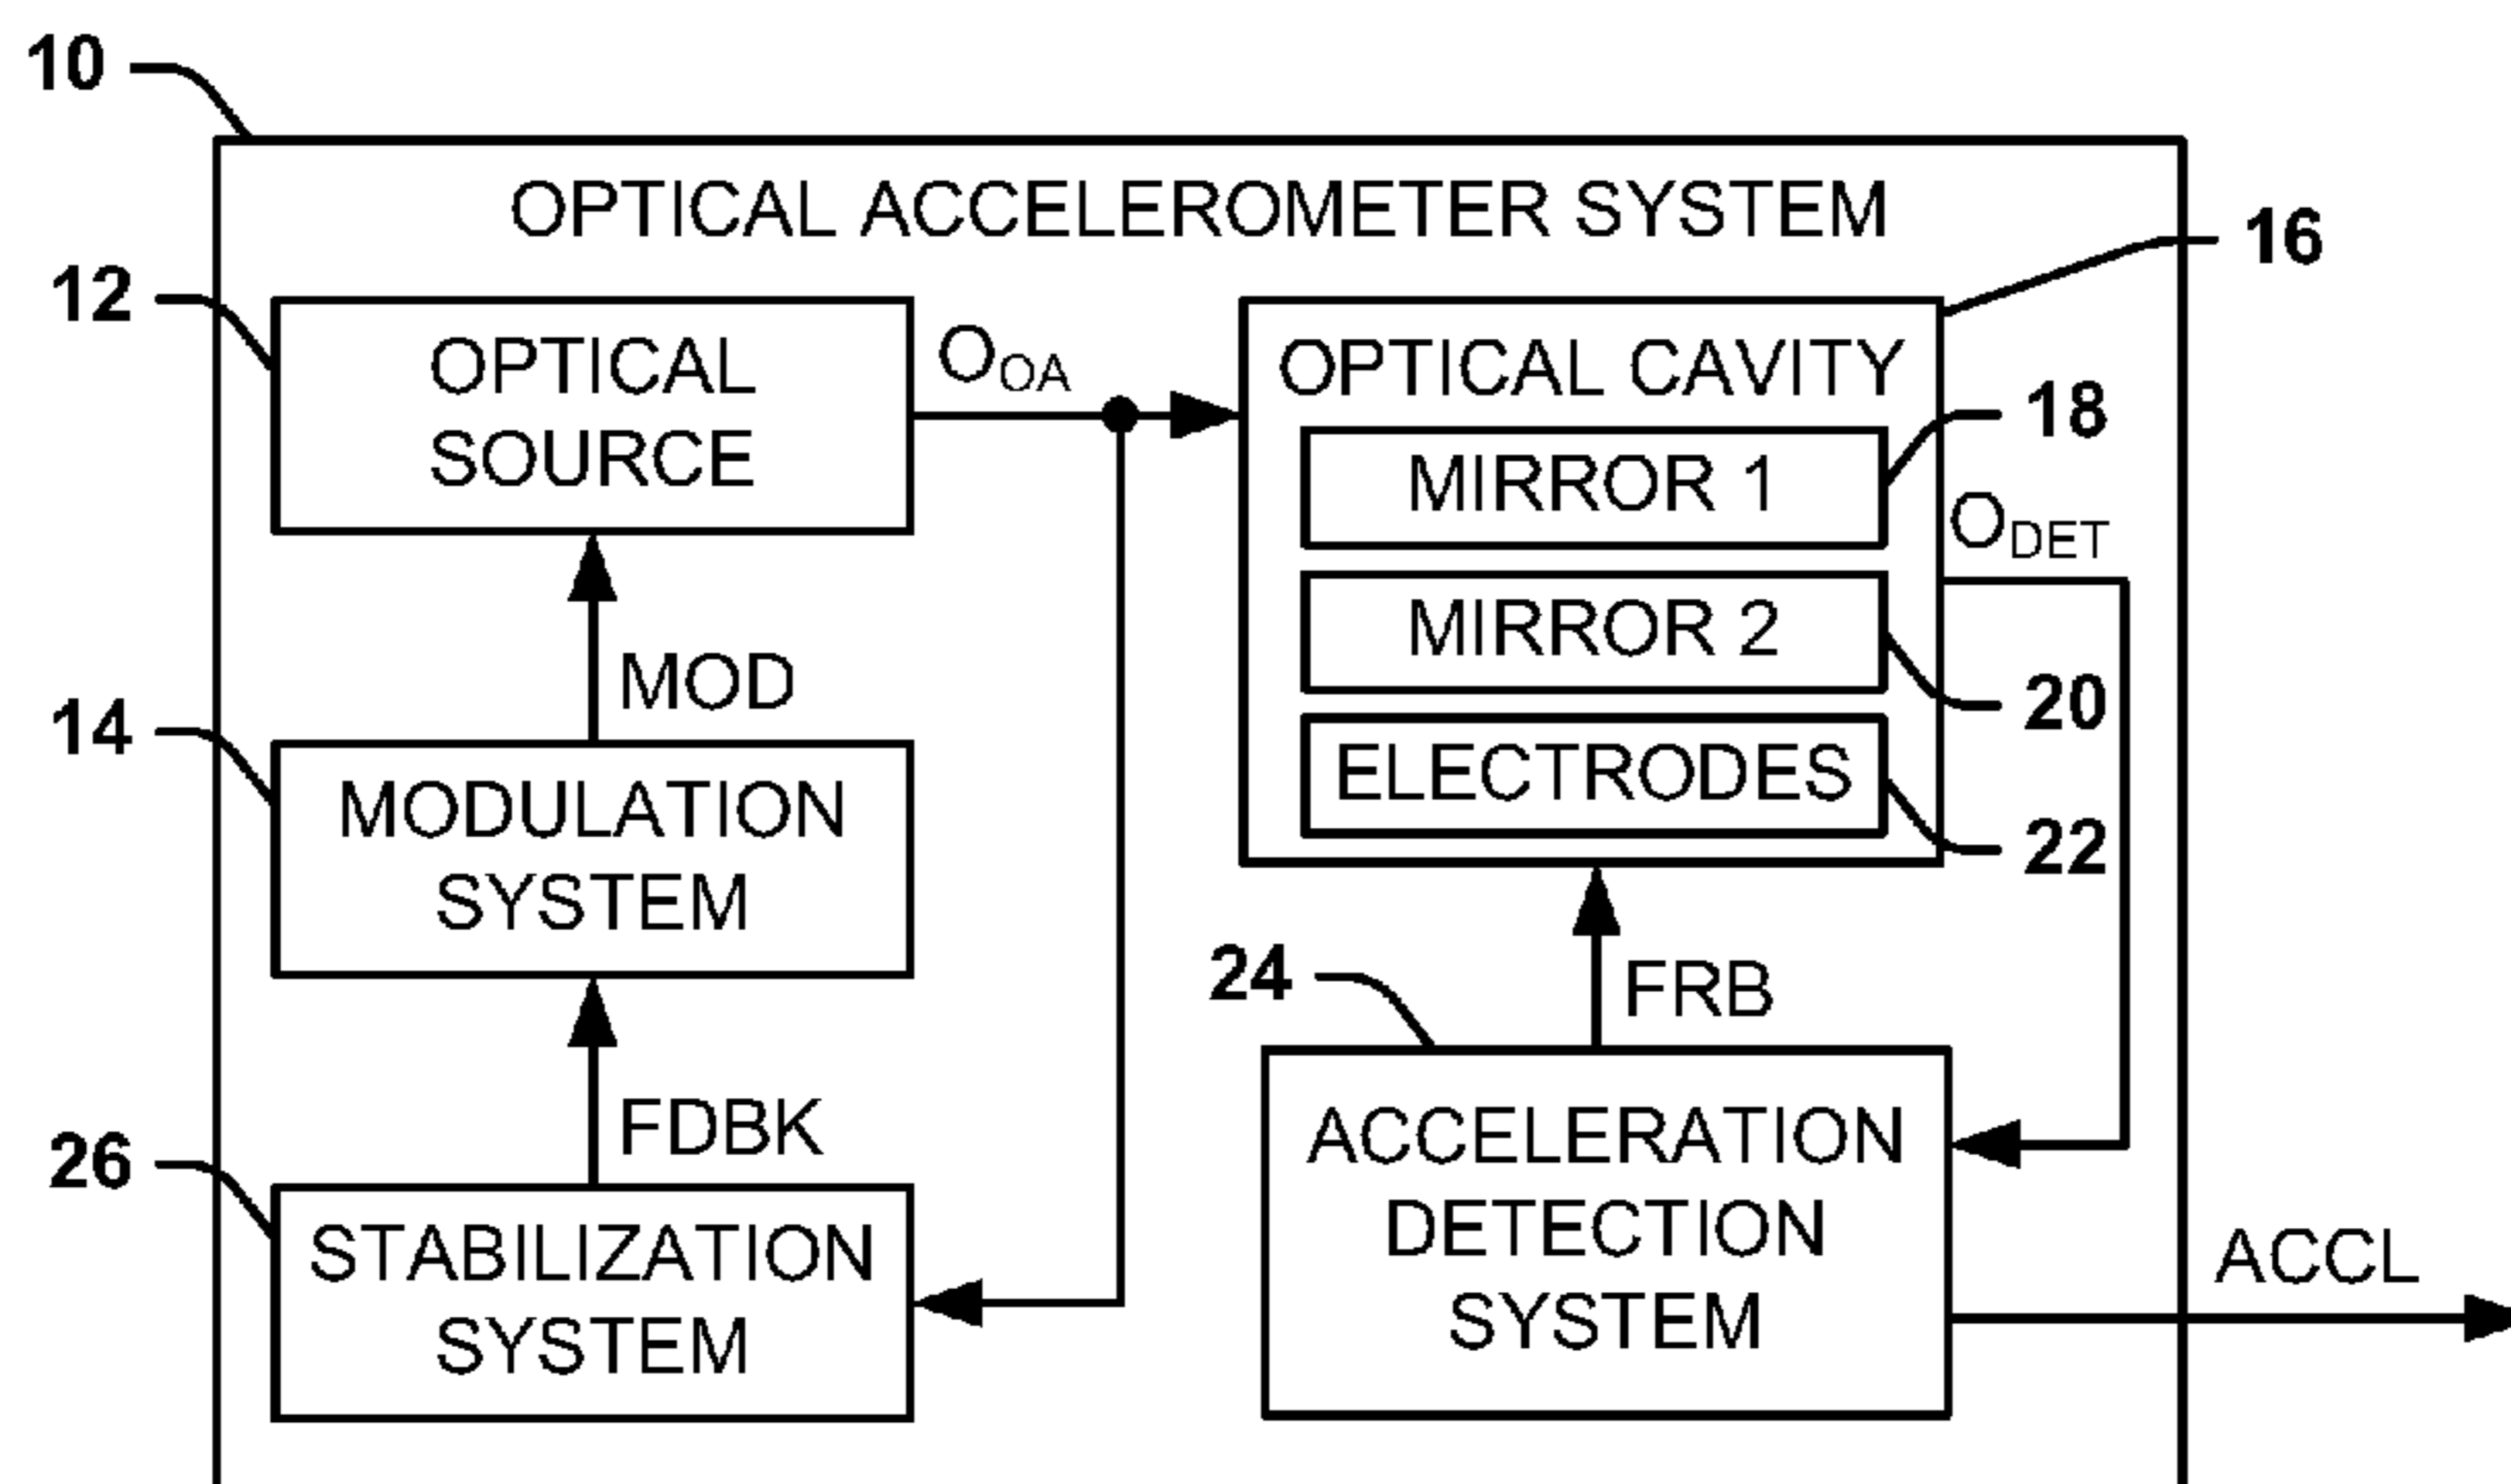 10
OPTICAL ACCELEROMETER SYSTEM
16
12
OPTICAL
SOURCE
O_OA
OPTICAL CAVITY
18
MIRROR 1
O_DET
MIRROR 2
20
MOD
14
MODULATION
SYSTEM
ELECTRODES
22
24
FRB
FDBK
26
STABILIZATION
SYSTEM
ACCELERATION
DETECTION
SYSTEM
ACCL